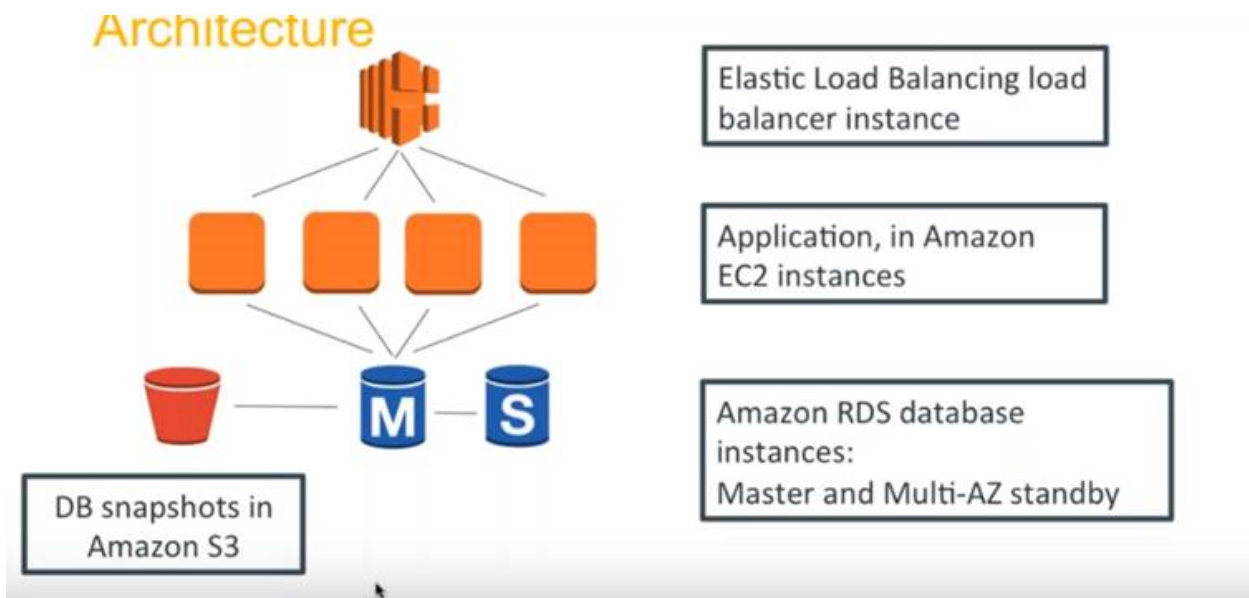 Architecture
Elastic Load Balancing load
balancer instance
Application, in Amazon
EC2 instances
M
S
Amazon RDS database
instances:
Master and Multi-AZ standby
DB snapshots in
Amazon S3